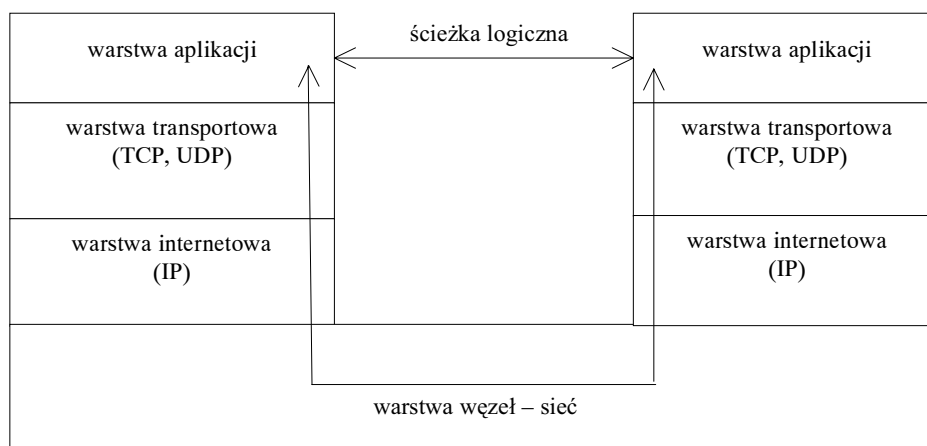 warstwa aplikacji
ścieżka logiczna
warstwa aplikacji
warstwa transportowa
(TCP, UDP)
warstwa transportowa
(TCP, UDP)
warstwa internetowa
(IP)
warstwa internetowa
(IP)
warstwa węzeł – sieć